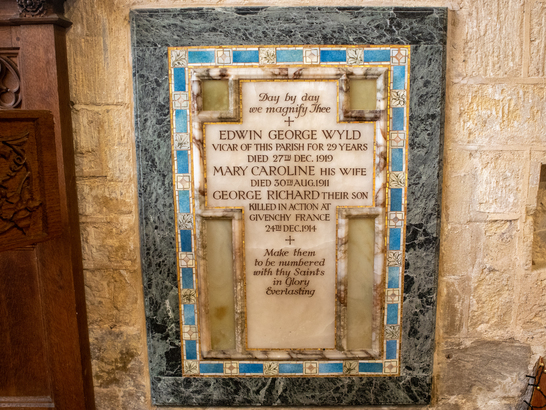 Day by day
we magnify Thee
EDWIN GEORGE WYLD
VICAR OF THIS PARISH FOR 29 YEARS
DIED 27TH DEC. 1919
MARY CAROLINE HIS WIFE
DIED 30TH AUG. 1911
GEORGE RICHARD THEIR SON
KILLED IN ACTION AT
GIVENCHY FRANCE
24TH DEC. 1914
Make them
to be numbered
with thy Saints
in Glory
Everlasting